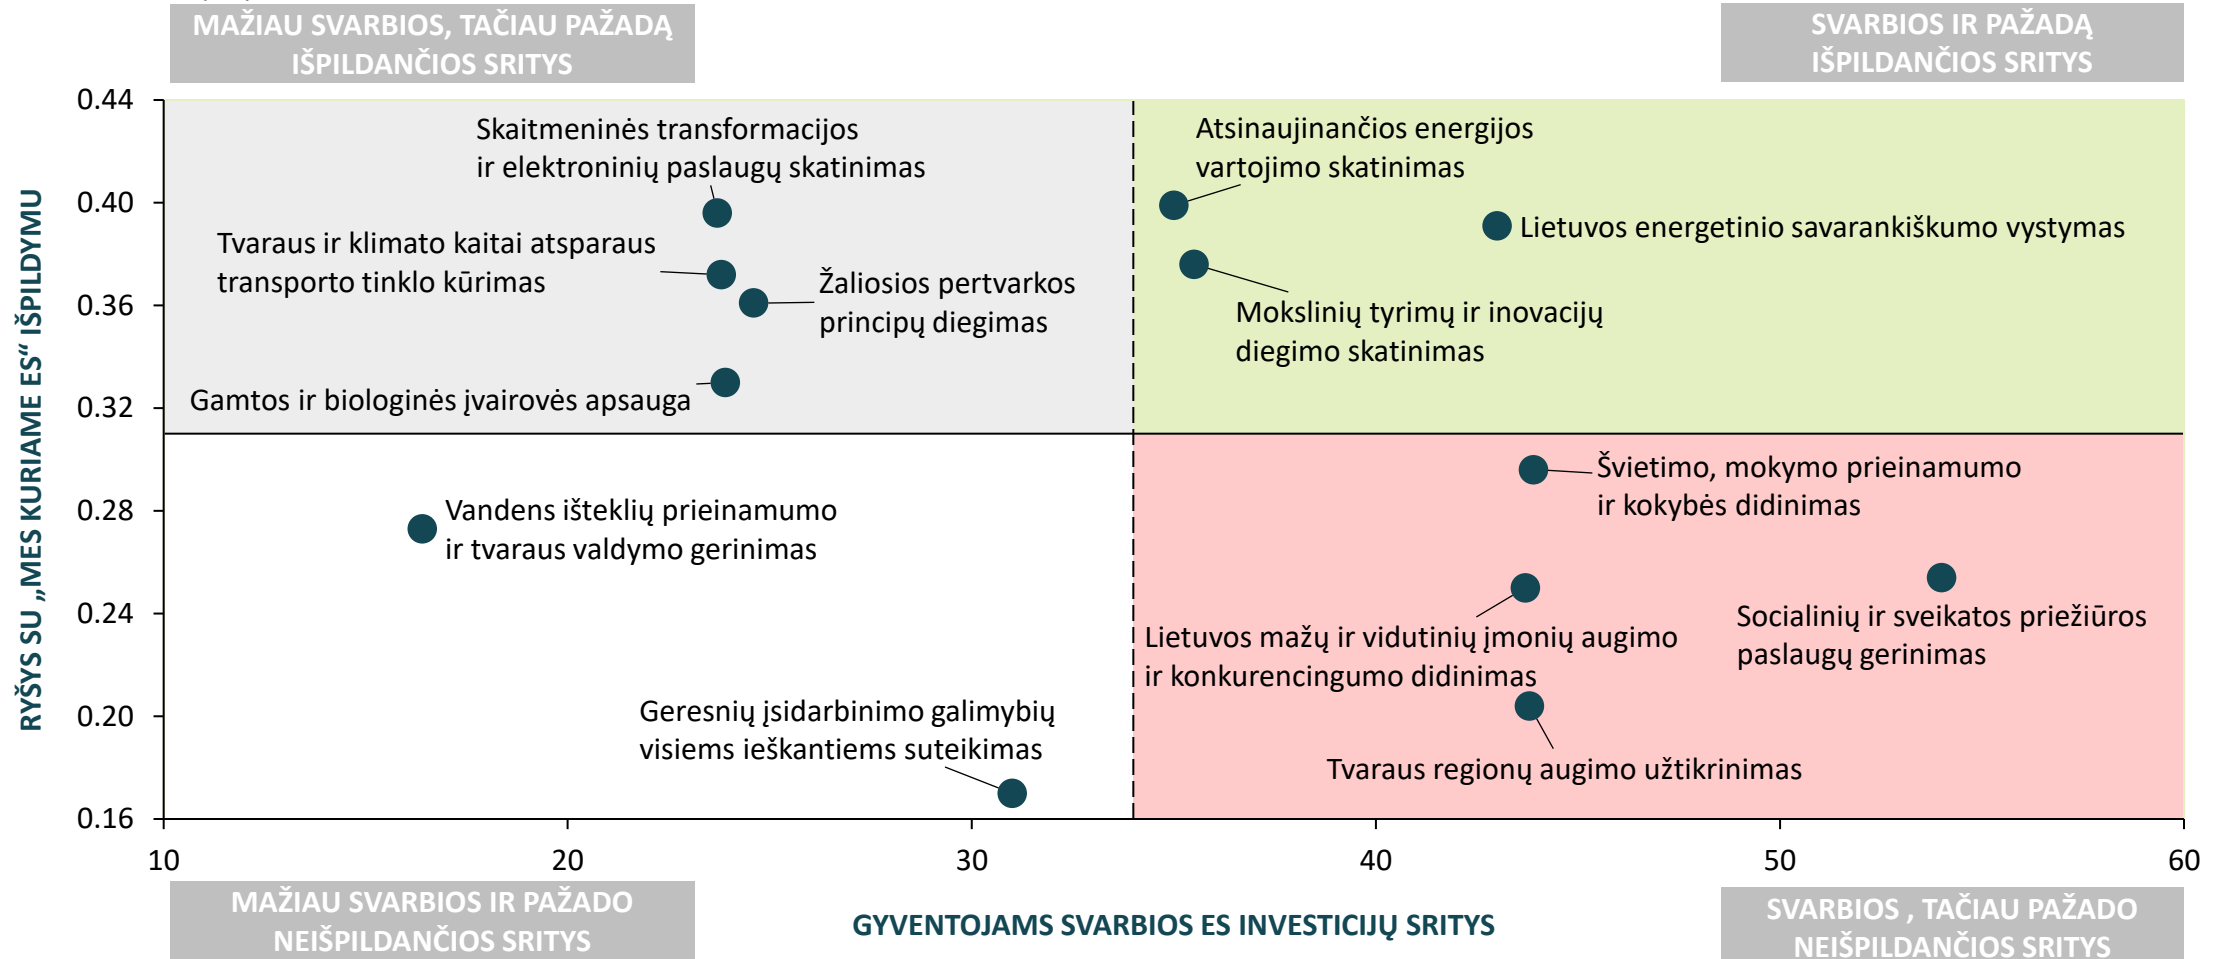 MAŽIAU SVARBIOS, TAČIAU PAŽADĄ
IŠPILDANČIOS SRITYS
SVARBIOS IR PAŽADĄ
IŠPILDANČIOS SRITYS
RYŠYS SU „MES KURIAME ES“ IŠPILDYMU
0.44
0.40
0.36
0.32
0.28
0.24
0.20
0.16
Skaitmeninės transformacijos
ir elektroninių paslaugų skatinimas
Tvaraus ir klimato kaitai atsparaus
transporto tinklo kūrimas
Žaliosios pertvarkos
principų diegimas
Gamtos ir biologinės įvairovės apsauga
Atsinaujinančios energijos
vartojimo skatinimas
Lietuvos energetinio savarankiškumo vystymas
Mokslinių tyrimų ir inovacijų
diegimo skatinimas
Vandens išteklių prieinamumo
ir tvaraus valdymo gerinimas
Geresnių įsidarbinimo galimybių
visiems ieškantiems suteikimas
Švietimo, mokymo prieinamumo
ir kokybės didinimas
Lietuvos mažų ir vidutinių įmonių augimo
ir konkurencingumo didinimas
Socialinių ir sveikatos priežiūros
paslaugų gerinimas
Tvaraus regionų augimo užtikrinimas
10 20 30 40 50 60
MAŽIAU SVARBIOS IR PAŽADO
NEIŠPILDANČIOS SRITYS
GYVENTOJAMS SVARBIOS ES INVESTICIJŲ SRITYS
SVARBIOS , TAČIAU PAŽADO
NEIŠPILDANČIOS SRITYS